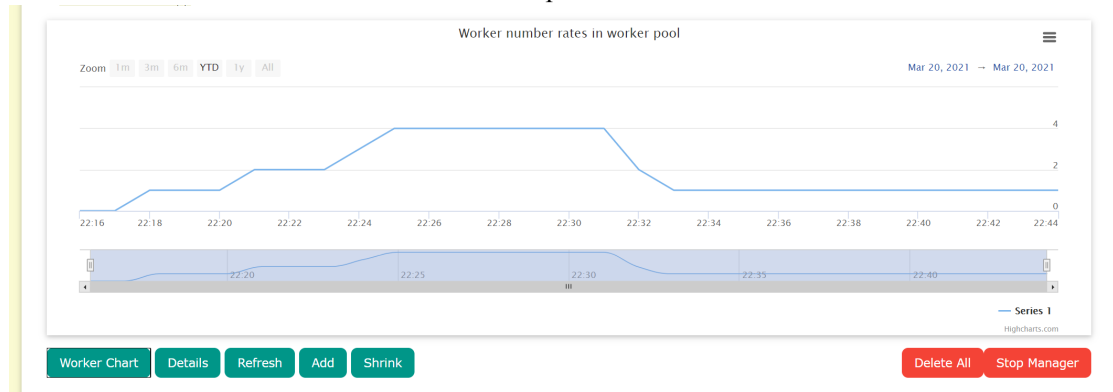 Worker number rates in worker pool
Zoom 1m 3m 6m YTD 1y All
Mar 20, 2021 → Mar 20, 2021
4
2
0
22:16 22:18 22:20 22:22 22:24 22:26 22:28 22:30 22:32 22:34 22:36 22:38 22:40 22:42 22:44
22:20 22:25 22:30 22:35 22:40
Series 1
Highcharts.com
Worker Chart Details Refresh Add Shrink Delete All Stop Manager